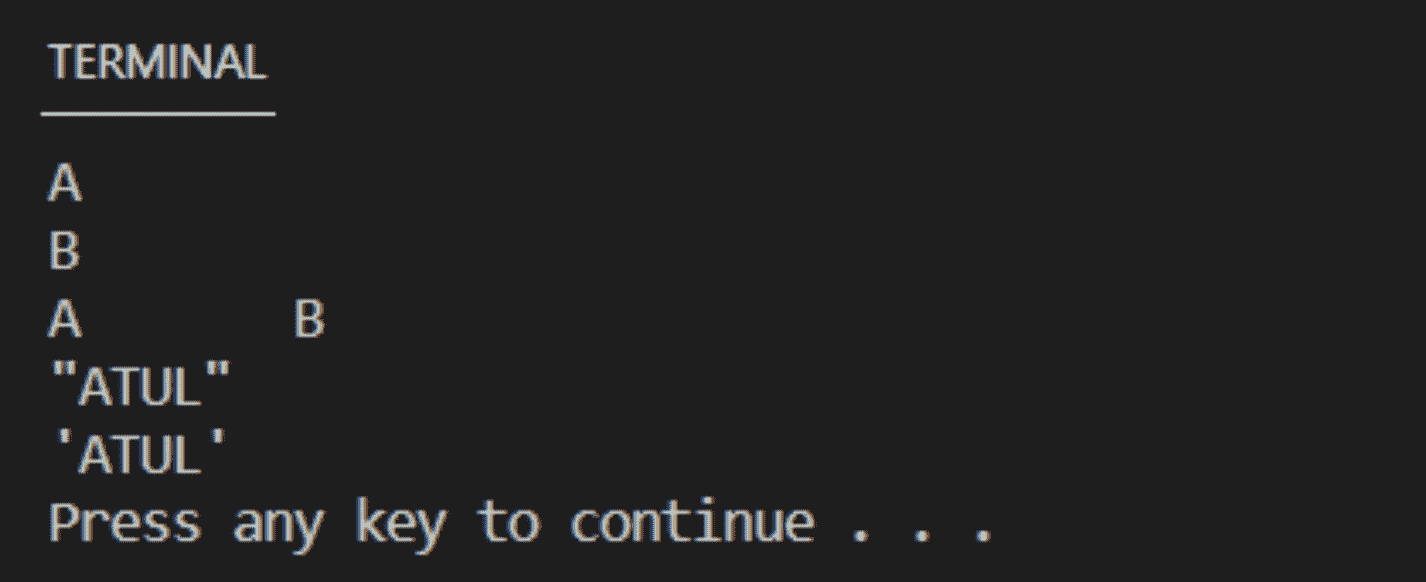 TERMINAL
A
B
A       B
"ATUL"
'ATUL'
Press any key to continue . . .